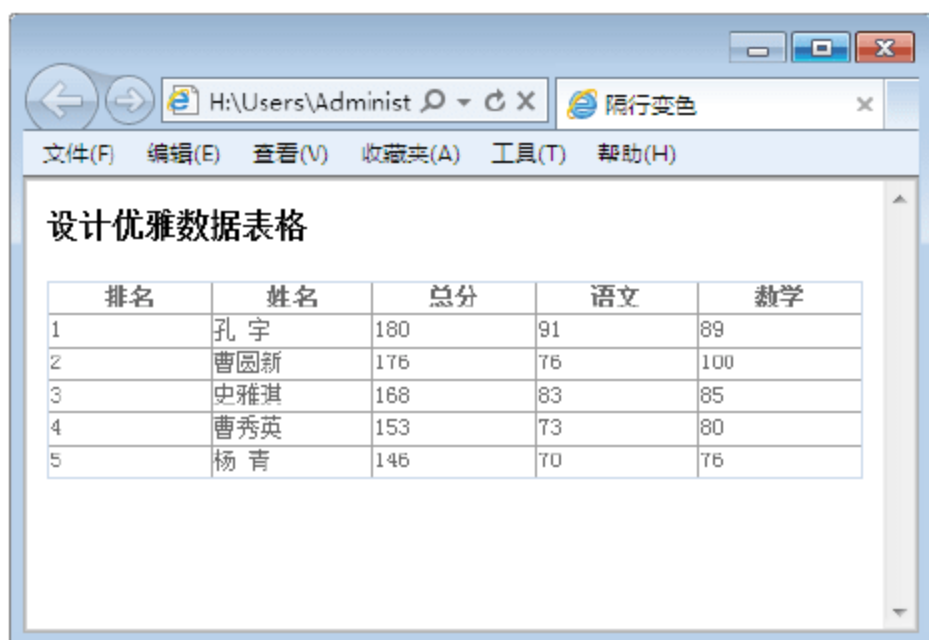 H:\Users\Administ
隔行变色
文件(F) 编辑(E) 查看(V) 收藏夹(A) 工具(T) 帮助(H)
设计优雅数据表格
排名 姓名 总分 语文 数学
1 孔 宇 180 91 89
2 曹圆新 176 76 100
3 史雅琪 168 83 85
4 曹秀英 153 73 80
5 杨 青 146 70 76